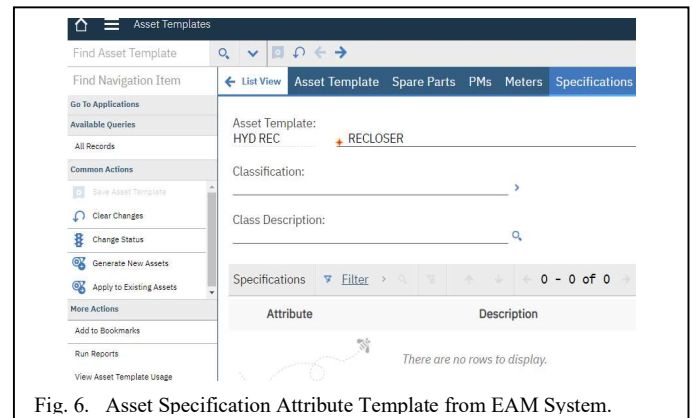 Asset Templates
Find Asset Template
Find Navigation Item
List View Asset Template Spare Parts PMs Meters Specifications
Go To Applications
Available Queries
All Records
Common Actions
Save Asset Template
Clear Changes
Change Status
Generate New Assets
Apply to Existing Assets
More Actions
Add to Bookmarks
Run Reports
View Asset Template Usage
Asset Template:
HYD REC RECLOSER
Classification:
Class Description:
Specifications Filter 0 - 0 of 0
Attribute Description
There are no rows to display.
Fig. 6. Asset Specification Attribute Template from EAM System.